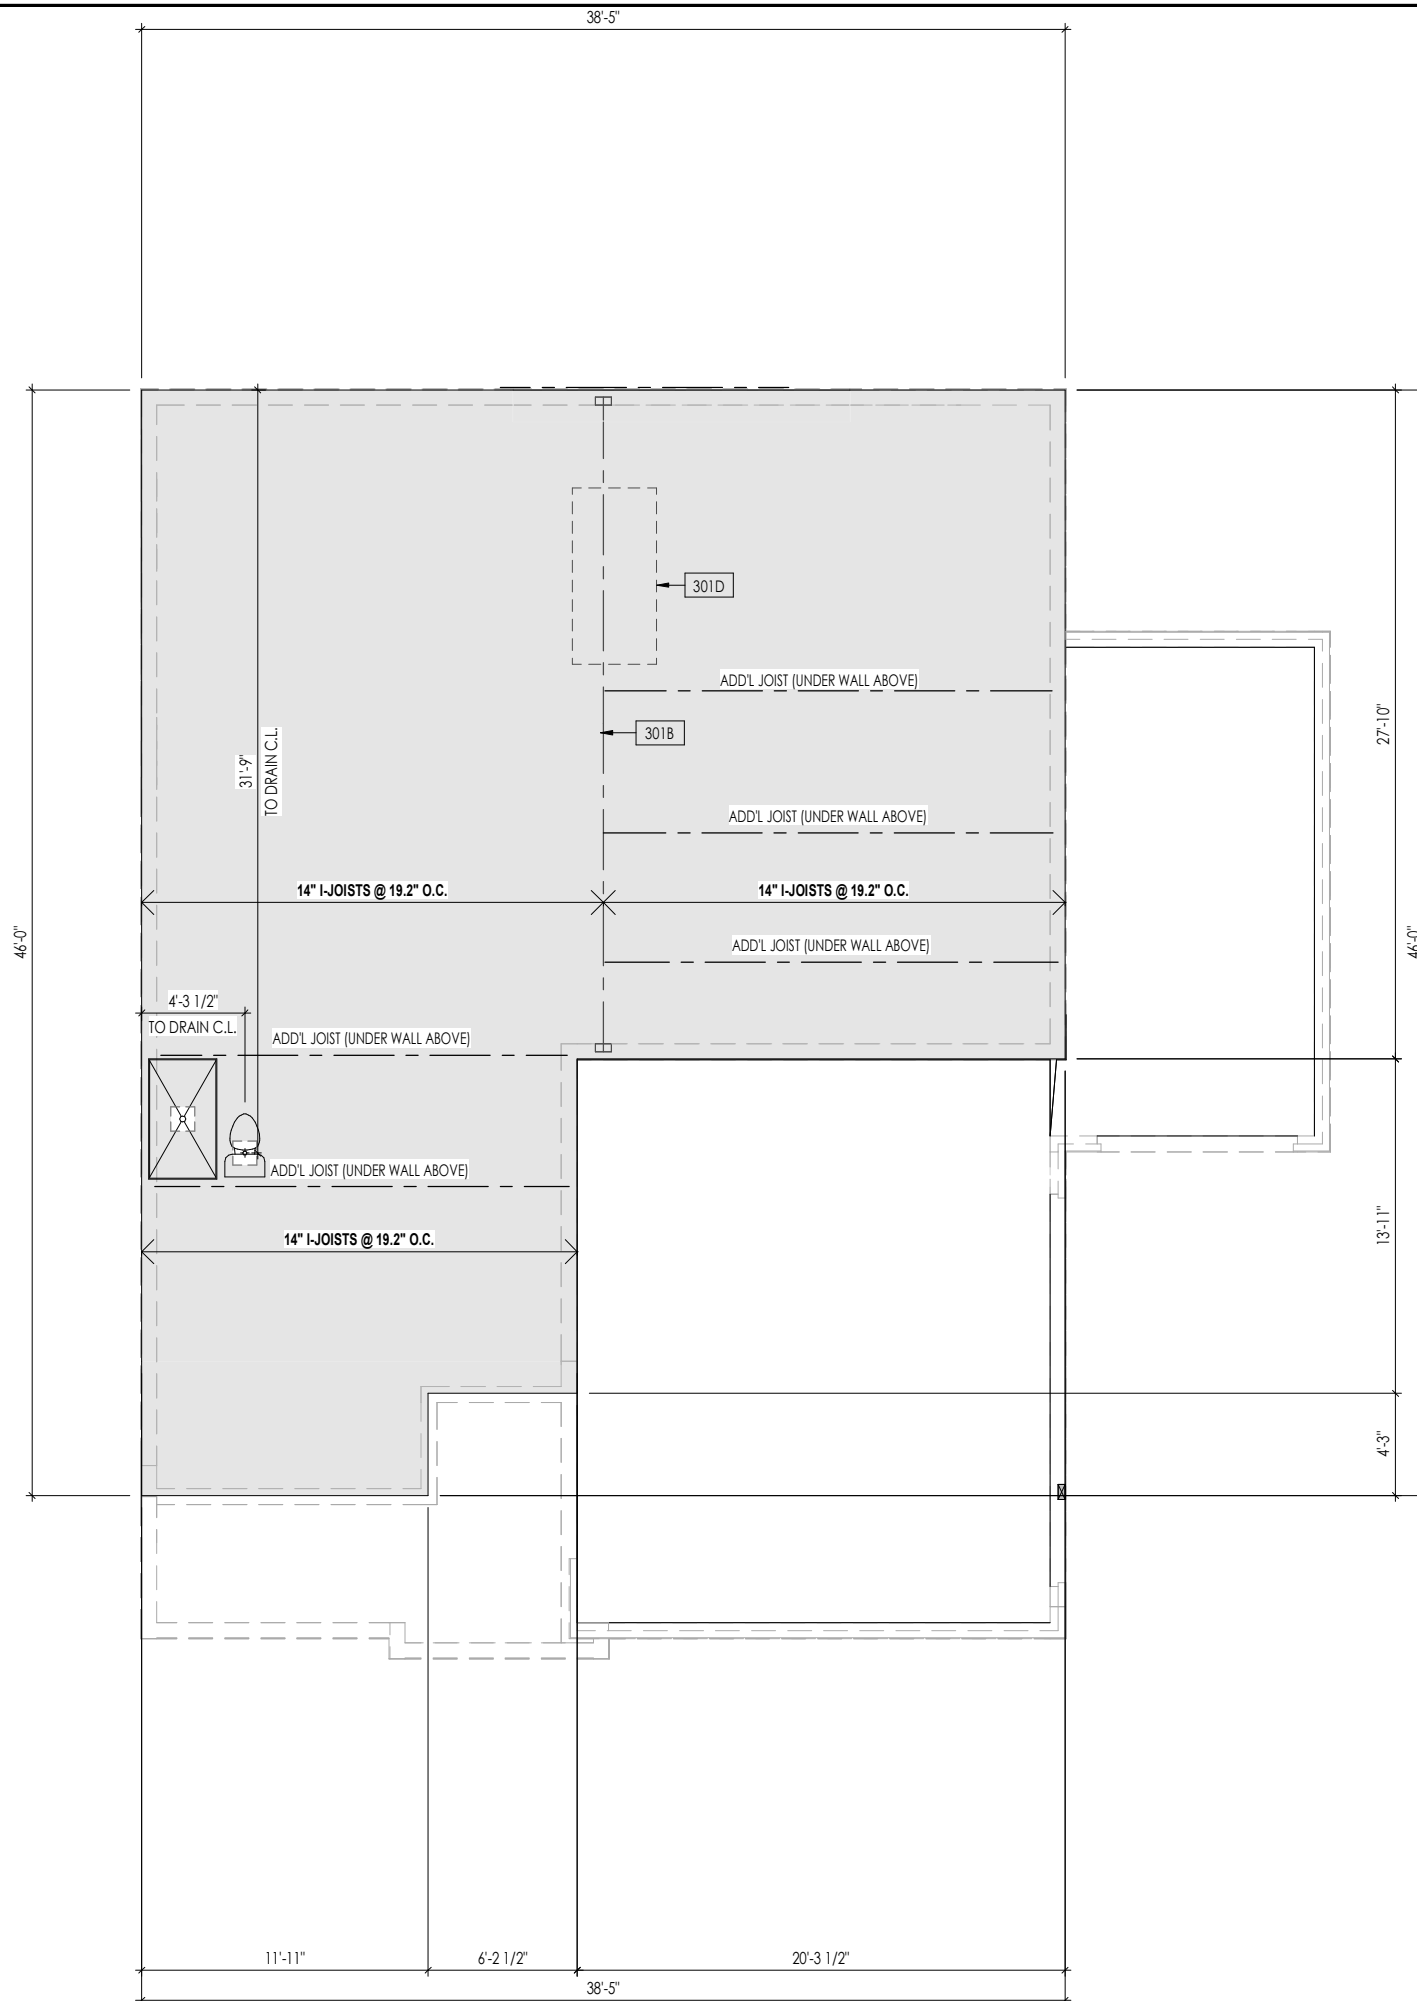 38'-5"
301D
ADD'L JOIST (UNDER WALL ABOVE)
27'-10"
301B
31'-9"
TO DRAIN C.L.
ADD'L JOIST (UNDER WALL ABOVE)
14" I-JOISTS @ 19.2" O.C.
14" I-JOISTS @ 19.2" O.C.
46'-0"
46'-0"
ADD'L JOIST (UNDER WALL ABOVE)
4'-3 1/2"
TO DRAIN C.L.
ADD'L JOIST (UNDER WALL ABOVE)
ADD'L JOIST (UNDER WALL ABOVE)
13'-11"
14" I-JOISTS @ 19.2" O.C.
4'-3"
11'-11"
6'-2 1/2"
20'-3 1/2"
38'-5"